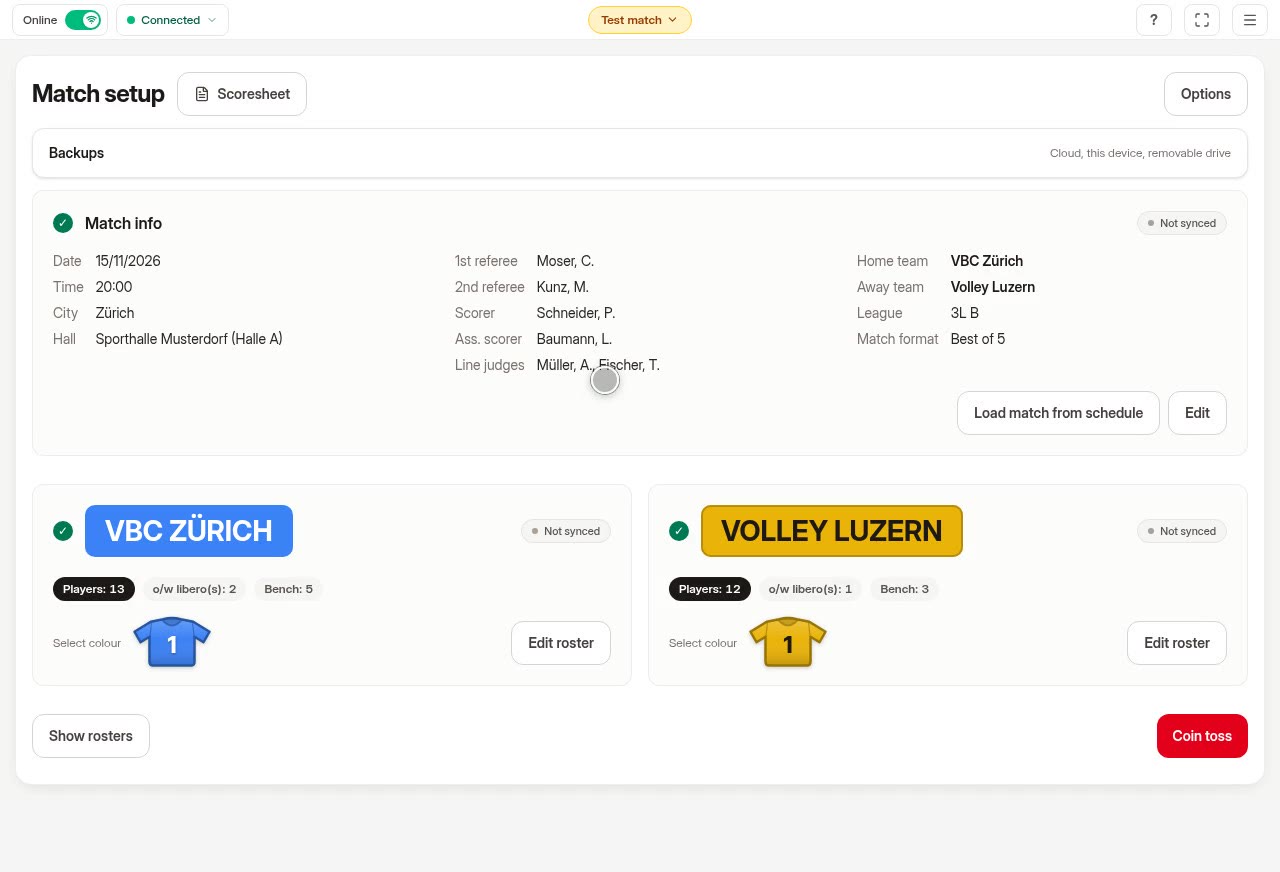 Online
Connected
Test match
?
Match setup
Scoresheet
Options
Backups
Cloud, this device, removable drive
✓ Match info
Not synced
Date 15/11/2026
Time 20:00
City Zürich
Hall Sporthalle Musterdorf (Halle A)
1st referee Moser, C.
2nd referee Kunz, M.
Scorer Schneider, P.
Ass. scorer Baumann, L.
Line judges Müller, A., Fischer, T.
Home team VBC Zürich
Away team Volley Luzern
League 3L B
Match format Best of 5
Load match from schedule
Edit
✓ VBC ZÜRICH
Not synced
Players: 13
o/w libero(s): 2
Bench: 5
Select colour
1
Edit roster
✓ VOLLEY LUZERN
Not synced
Players: 12
o/w libero(s): 1
Bench: 3
Select colour
1
Edit roster
Show rosters
Coin toss